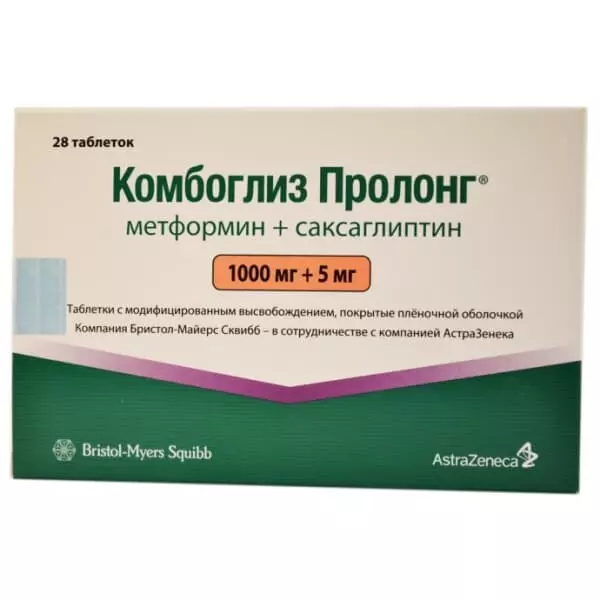 28 таблеток
Комбоглиз Пролонг®
метформин + саксаглиптин
1000 мг + 5 мг
Таблетки с модифицированным высвобождением, покрытые плёночной оболочкой
Компания Бристол-Майерс Сквибб – в сотрудничестве с компанией АстраЗенека
Bristol-Myers Squibb
AstraZeneca